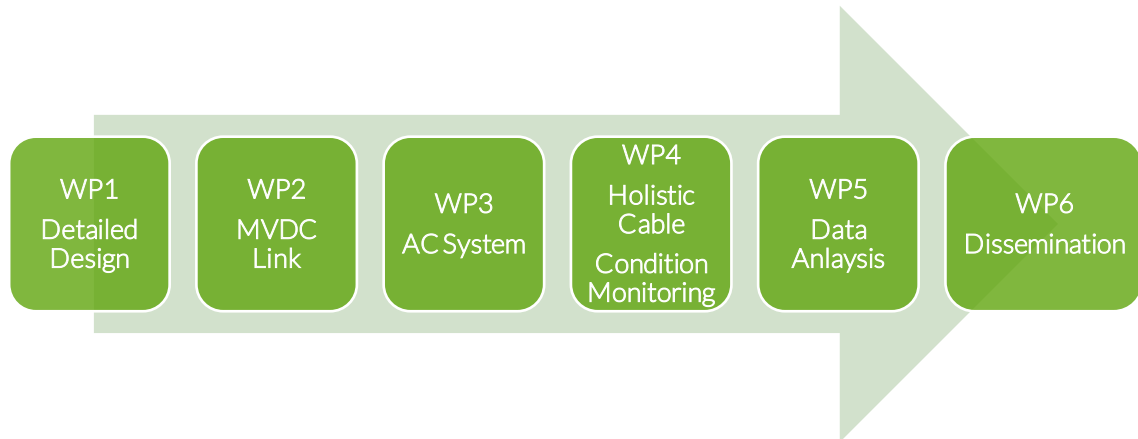 WP1
Detailed
Design
WP2
MVDC
Link
WP3
AC System
WP4
Holistic
Cable
Condition
Monitoring
WP5
Data
Anlaysis
WP6
Dissemination